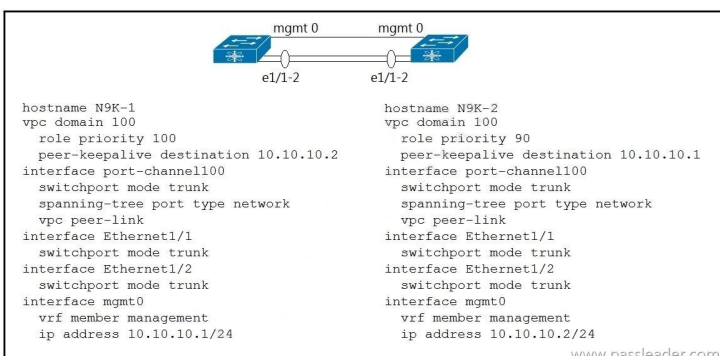 mgmt 0 mgmt 0
e1/1-2 e1/1-2
hostname N9K-1
vpc domain 100
role priority 100
peer-keepalive destination 10.10.10.2
interface port-channel100
switchport mode trunk
spanning-tree port type network
vpc peer-link
interface Ethernet1/1
switchport mode trunk
interface Ethernet1/2
switchport mode trunk
interface mgmt0
vrf member management
ip address 10.10.10.1/24
hostname N9K-2
vpc domain 100
role priority 90
peer-keepalive destination 10.10.10.1
interface port-channel100
switchport mode trunk
spanning-tree port type network
vpc peer-link
interface Ethernet1/1
switchport mode trunk
interface Ethernet1/2
switchport mode trunk
interface mgmt0
vrf member management
ip address 10.10.10.2/24
www.passleader.com